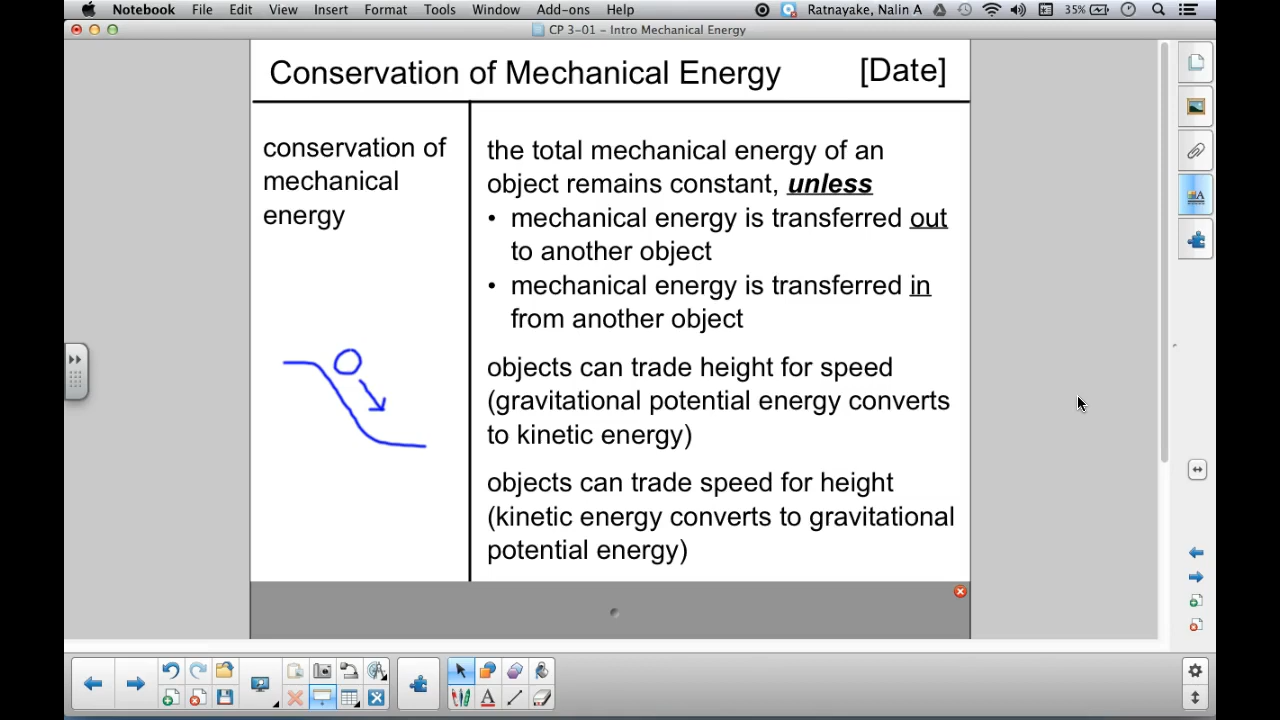 Notebook File Edit View Insert Format Tools Window Add-ons Help Ratnayake, Nalin A 35%
CP 3-01 – Intro Mechanical Energy
Conservation of Mechanical Energy [Date]
conservation of
mechanical
energy
the total mechanical energy of an
object remains constant, unless
• mechanical energy is transferred out
to another object
• mechanical energy is transferred in
from another object
objects can trade height for speed
(gravitational potential energy converts
to kinetic energy)
objects can trade speed for height
(kinetic energy converts to gravitational
potential energy)